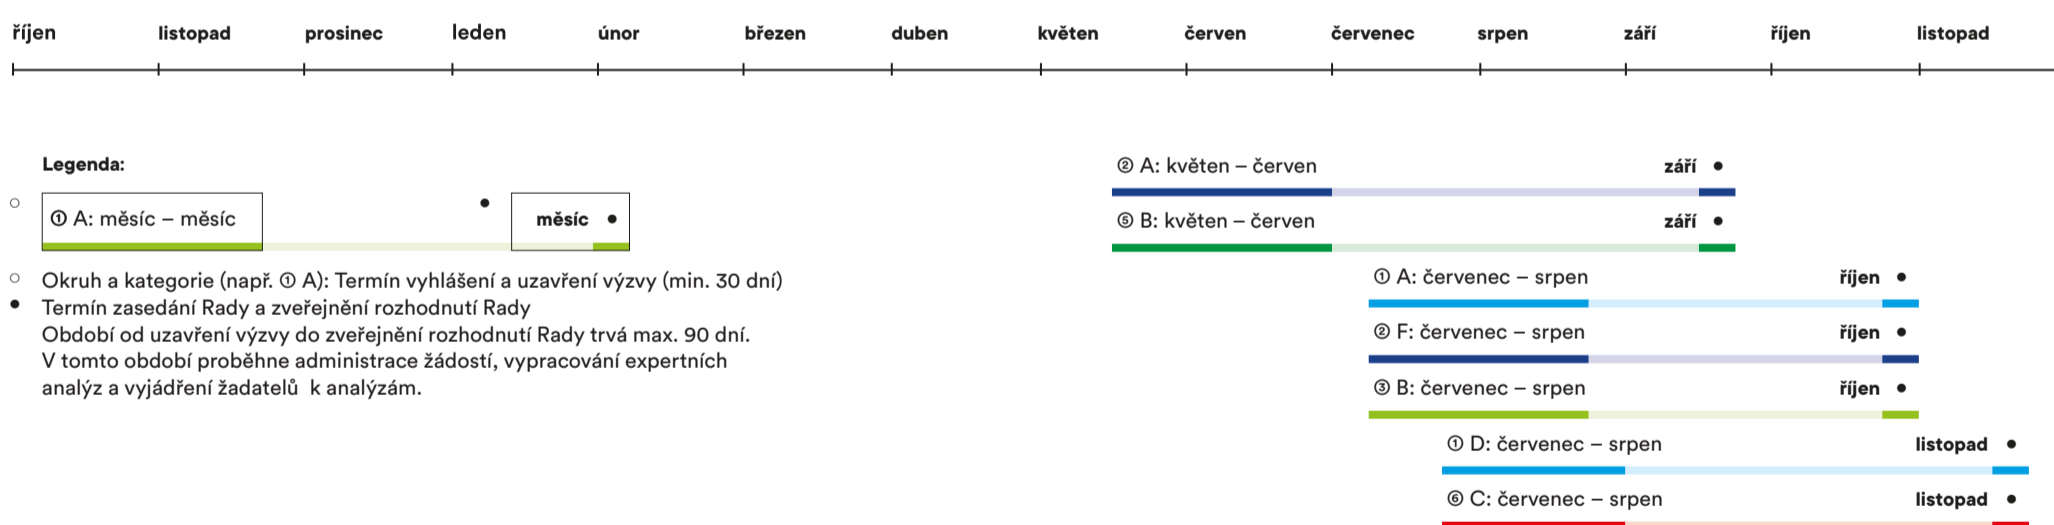 říjen listopad prosinec leden únor březen duben květen červen červenec srpen září říjen listopad
Legenda:
① A: měsíc – měsíc
měsíc ●
○ Okruh a kategorie (např. ① A): Termín vyhlášení a uzavření výzvy (min. 30 dní)
● Termín zasedání Rady a zveřejnění rozhodnutí Rady
Období od uzavření výzvy do zveřejnění rozhodnutí Rady trvá max. 90 dní.
V tomto období proběhne administrace žádostí, vypracování expertních
analýz a vyjádření žadatelů k analýzám.
② A: květen – červen září ●
⑤ B: květen – červen září ●
① A: červenec – srpen říjen ●
② F: červenec – srpen říjen ●
③ B: červenec – srpen říjen ●
① D: červenec – srpen listopad ●
⑥ C: červenec – srpen listopad ●